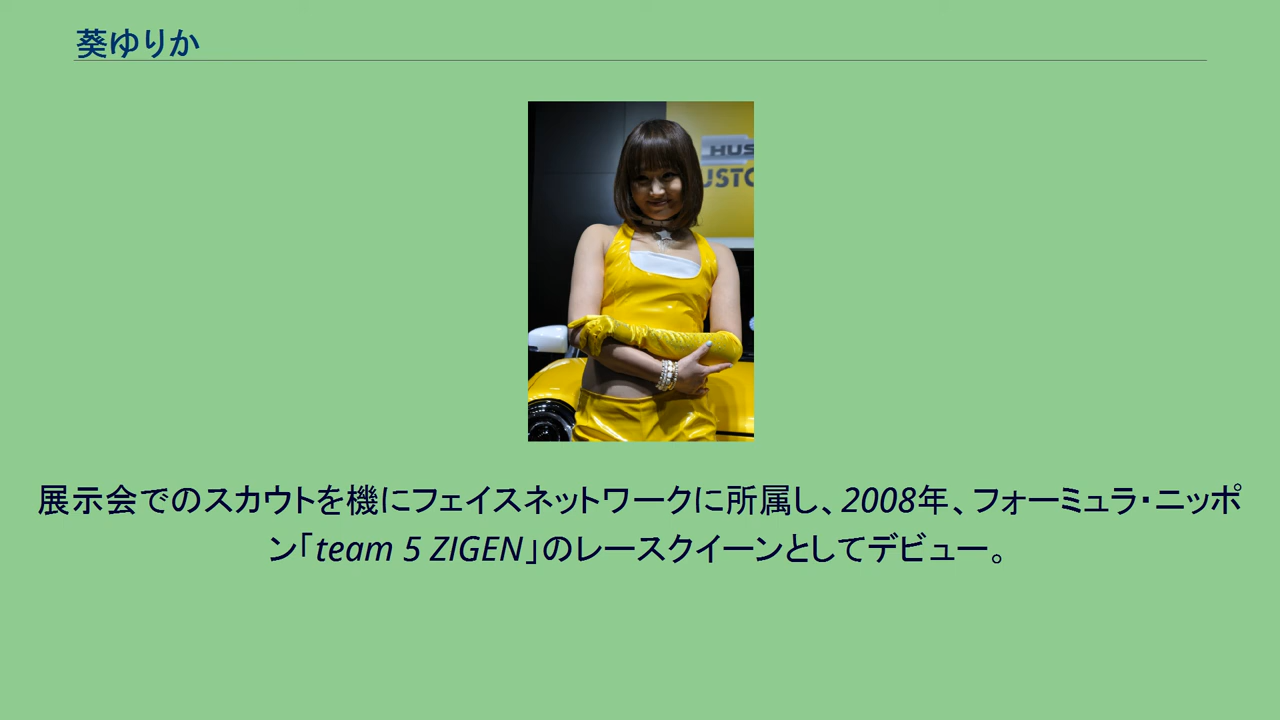 葵ゆりか
HUS
USTO
展示会でのスカウトを機にフェイスネットワークに所属し、2008年、フォーミュラ・ニッポ
ン「team 5 ZIGEN」のレースクイーンとしてデビュー。